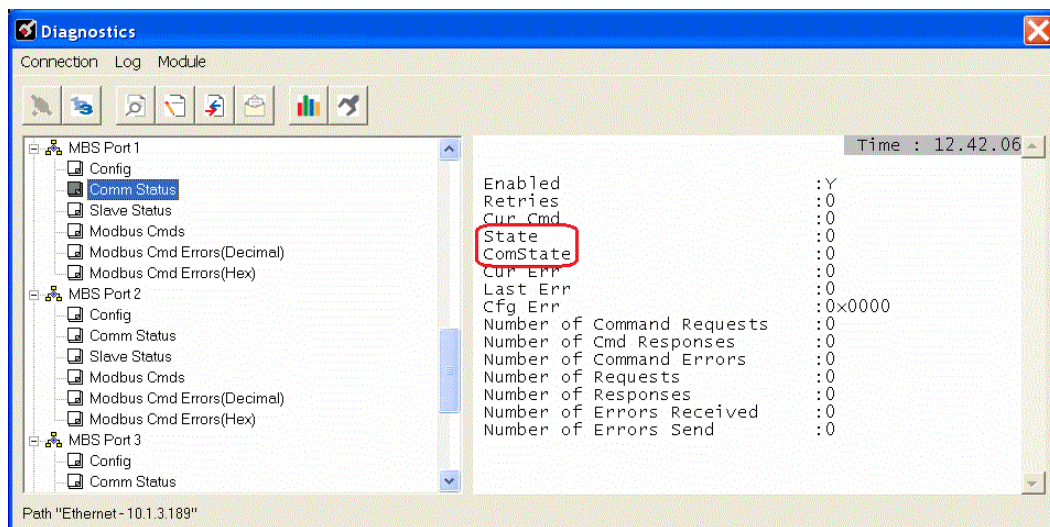 Diagnostics
Connection Log Module
MBS Port 1
Config
Comm Status
Slave Status
Modbus Cmds
Modbus Cmd Errors(Decimal)
Modbus Cmd Errors(Hex)
MBS Port 2
Config
Comm Status
Slave Status
Modbus Cmds
Modbus Cmd Errors(Decimal)
Modbus Cmd Errors(Hex)
MBS Port 3
Config
Comm Status
Time : 12.42.06
Enabled :Y
Retries :0
Cur Cmd :0
State :0
ComState :0
Cur Err :0
Last Err :0
Cfg Err :0x0000
Number of Command Requests :0
Number of Cmd Responses :0
Number of Command Errors :0
Number of Requests :0
Number of Responses :0
Number of Errors Received :0
Number of Errors Send :0
Path "Ethernet - 10.1.3.189"